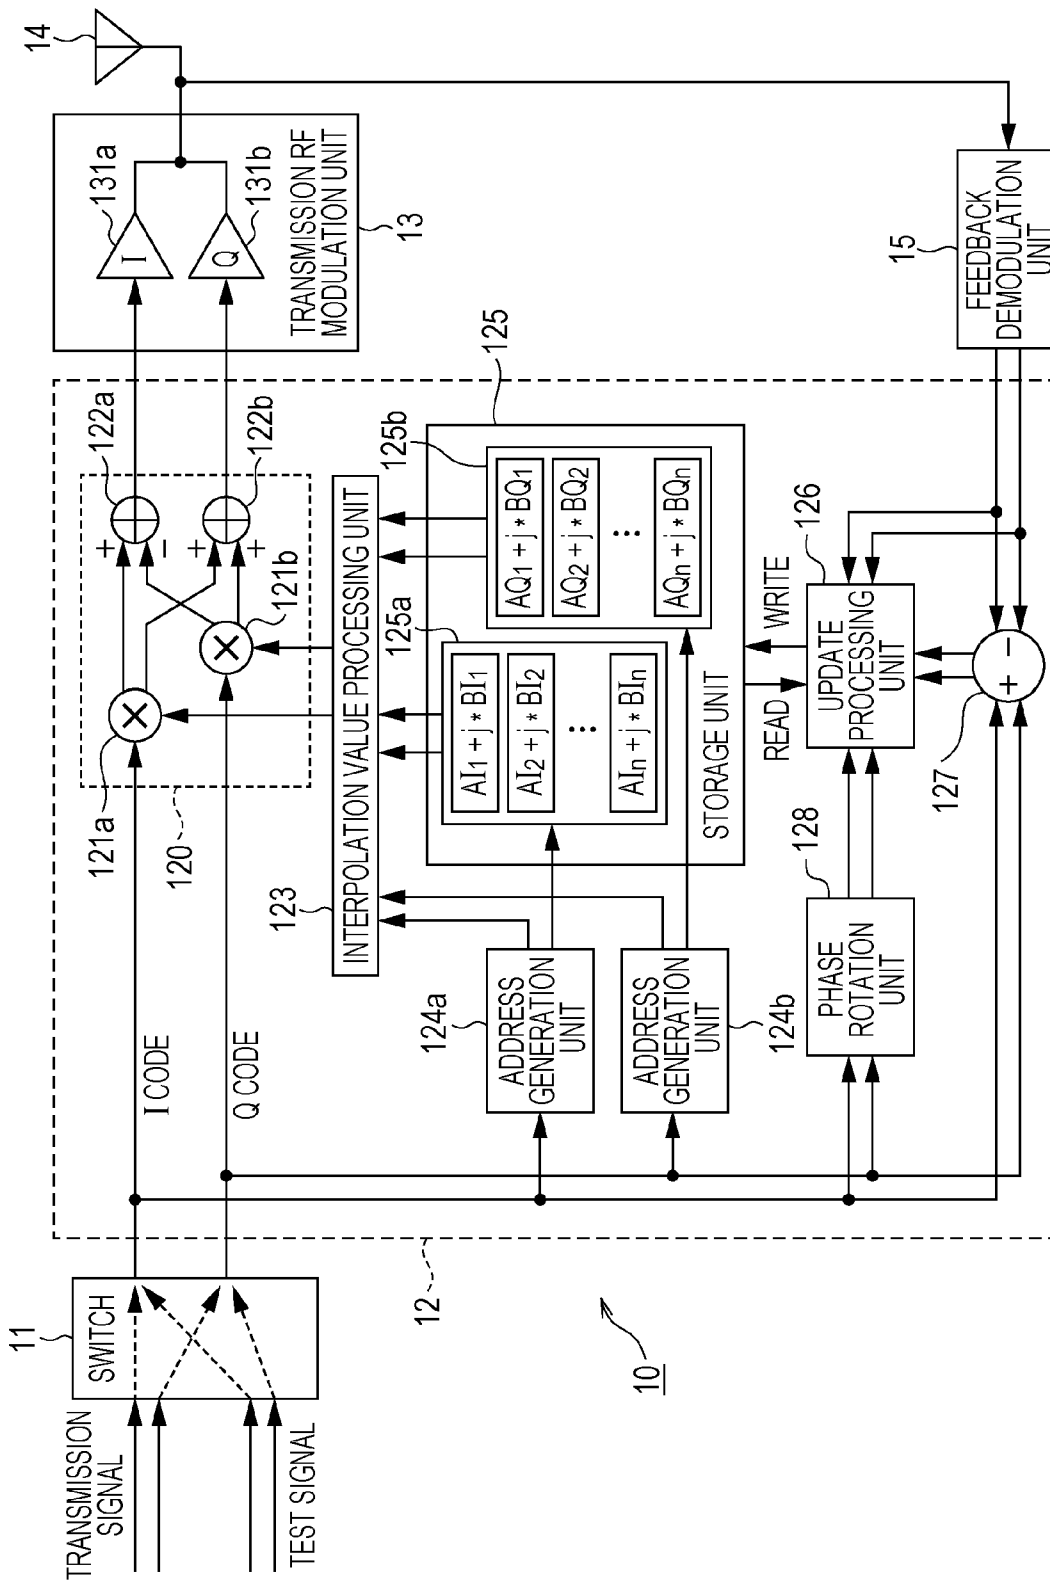 TRANSMISSION
SIGNAL
TEST SIGNAL
11
SWITCH
10
12
I CODE
Q CODE
120
121a
121b
+
-
+
+
122a
122b
123
INTERPOLATION VALUE PROCESSING UNIT
124a
ADDRESS
GENERATION
UNIT
ADDRESS
GENERATION
UNIT
124b
125
125a
AI1 + j * BI1
AI2 + j * BI2
...
AIn + j * BIn
125b
AQ1 + j * BQ1
AQ2 + j * BQ2
...
AQn + j * BQn
STORAGE UNIT
READ
WRITE
126
UPDATE
PROCESSING
UNIT
128
PHASE
ROTATION
UNIT
127
+
-
131a
I
131b
Q
TRANSMISSION RF
MODULATION UNIT
13
14
15
FEEDBACK
DEMODULATION
UNIT